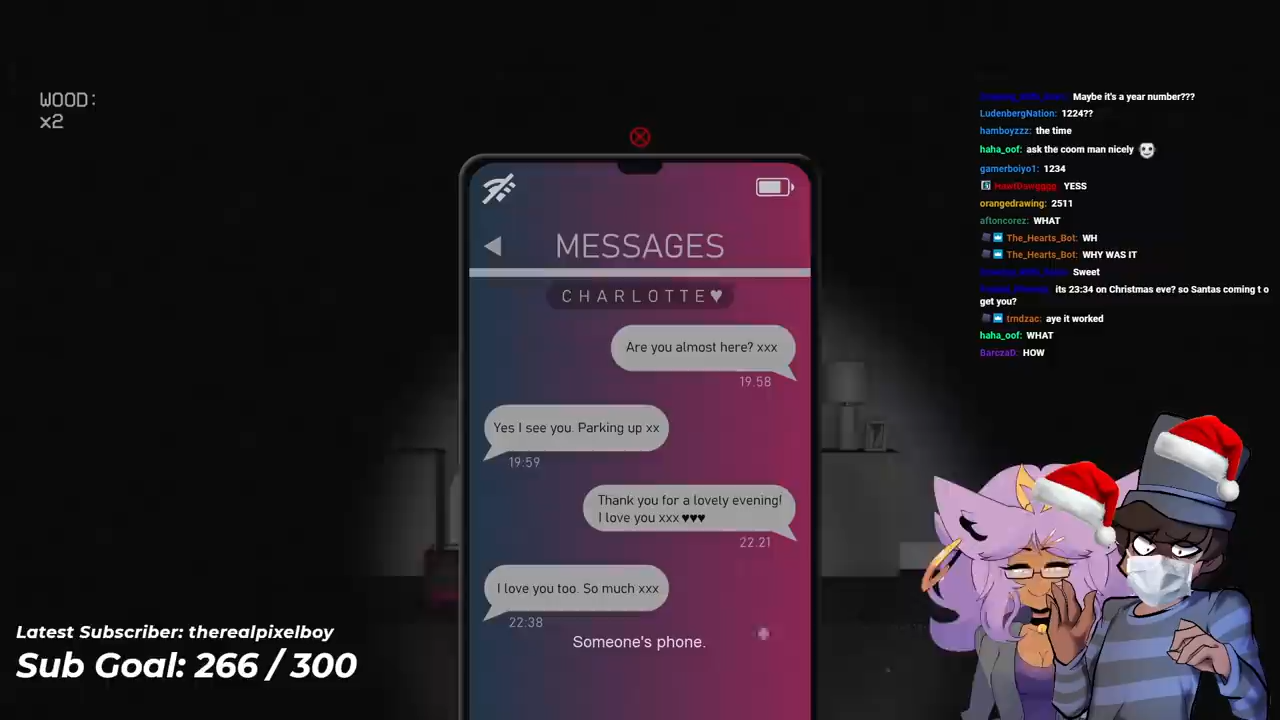 WOOD:
x2
MESSAGES
CHARLOTTE♥
Are you almost here? xxx
19.58
Yes I see you. Parking up xx
19:59
Thank you for a lovely evening!
I love you xxx ♥♥♥
22.21
I love you too. So much xxx
22:38
Someone's phone.
Maybe it's a year number???
LudenbergNation: 1224??
hamboyzzz: the time
haha_oof: ask the coom man nicely
gamerboiyo1: 1234
HawtDawgggg: YESS
orangedrawing: 2511
aftoncorez: WHAT
The_Hearts_Bot: WH
The_Hearts_Bot: WHY WAS IT
Sweet
its 23:34 on Christmas eve? so Santas coming t o
get you?
trndzac: aye it worked
haha_oof: WHAT
BarczaD: HOW
Latest Subscriber: therealpixelboy
Sub Goal: 266 / 300